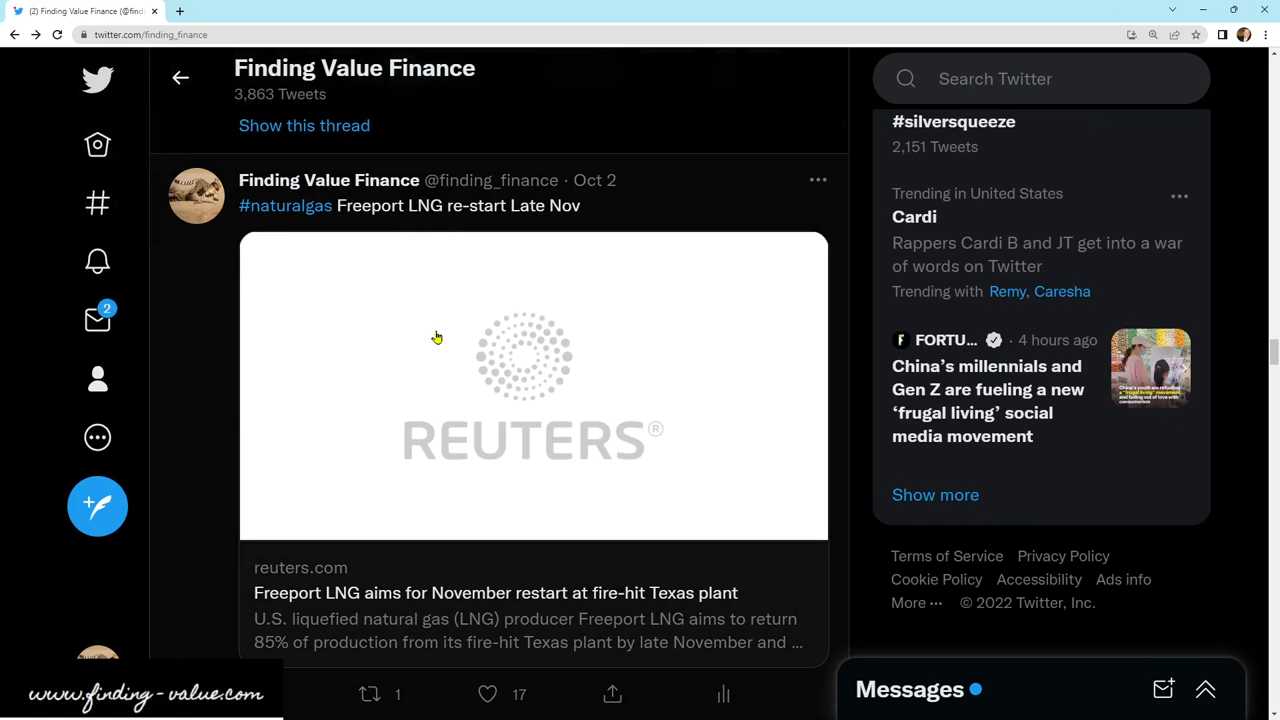 (2) Finding Value Finance (@find
twitter.com/finding_finance
Finding Value Finance
3,863 Tweets
Show this thread
Finding Value Finance @finding_finance · Oct 2
#naturalgas Freeport LNG re-start Late Nov
REUTERS®
reuters.com
Freeport LNG aims for November restart at fire-hit Texas plant
U.S. liquefied natural gas (LNG) producer Freeport LNG aims to return
85% of production from its fire-hit Texas plant by late November and ...
1
17
2
www.finding-value.com
Search Twitter
#silversqueeze
2,151 Tweets
Trending in United States
Cardi
Rappers Cardi B and JT get into a war
of words on Twitter
Trending with Remy, Caresha
FORTU... · 4 hours ago
China's millennials and
Gen Z are fueling a new
'frugal living' social
media movement
Show more
Terms of Service Privacy Policy
Cookie Policy Accessibility Ads info
More ··· © 2022 Twitter, Inc.
Messages